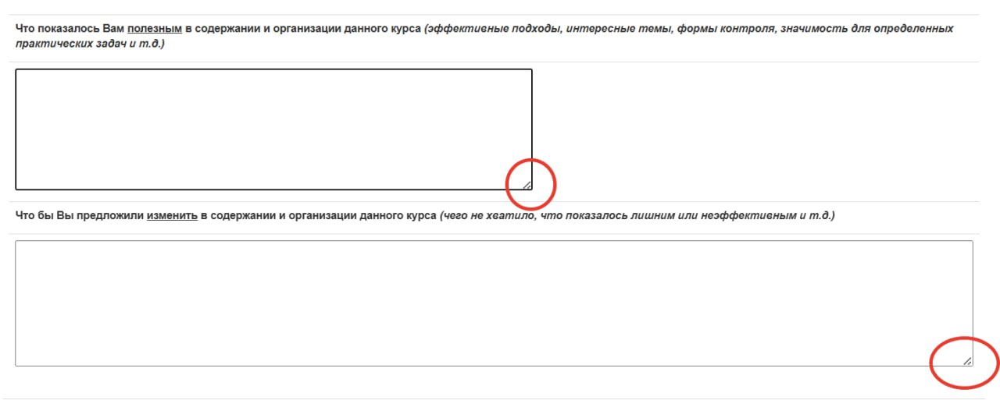 Что показалось Вам полезным в содержании и организации данного курса (эффективные подходы, интересные темы, формы контроля, значимость для определенных
практических задач и т.д.)
Что бы Вы предложили изменить в содержании и организации данного курса (чего не хватило, что показалось лишним или неэффективным и т.д.)